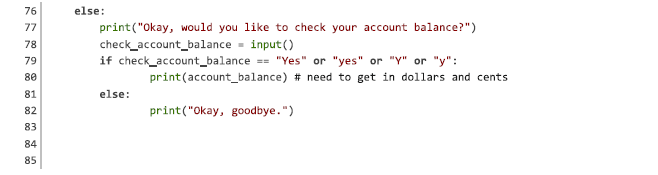 76 else:
77 print("Okay, would you like to check your account balance?")
78 check_account_balance = input()
79 if check_account_balance == "Yes" or "yes" or "Y" or "y":
80 print(account_balance) # need to get in dollars and cents
81 else:
82 print("Okay, goodbye.")
83
84
85